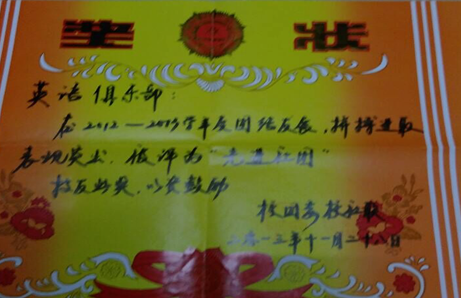 奖状
英语俱乐部：
在2012—2013学年度团结友展，拼搏进取
表现突出，被评为“先进社团”
特发此奖，以资鼓励
校团委校社联
二零一三年十一月二十八日